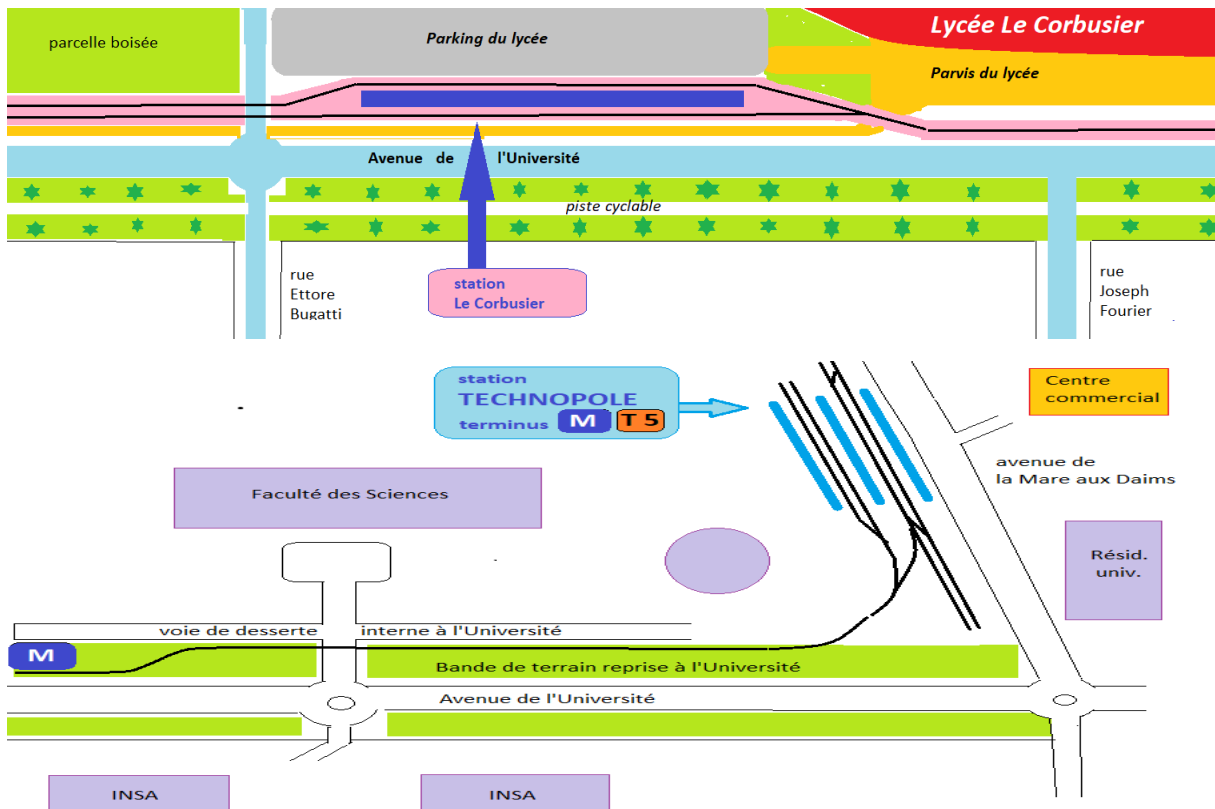 Lycée Le Corbusier
parcelle boisée
Parking du lycée
Parvis du lycée
Avenue de l'Université
piste cyclable
rue
Ettore
Bugatti
station
Le Corbusier
rue
Joseph
Fourier
station
TECHNOPOLE
terminus M T 5
Centre
commercial
avenue de
la Mare aux Daims
Faculté des Sciences
Résid.
univ.
voie de desserte interne à l'Université
M
Bande de terrain reprise à l'Université
Avenue de l'Université
INSA
INSA